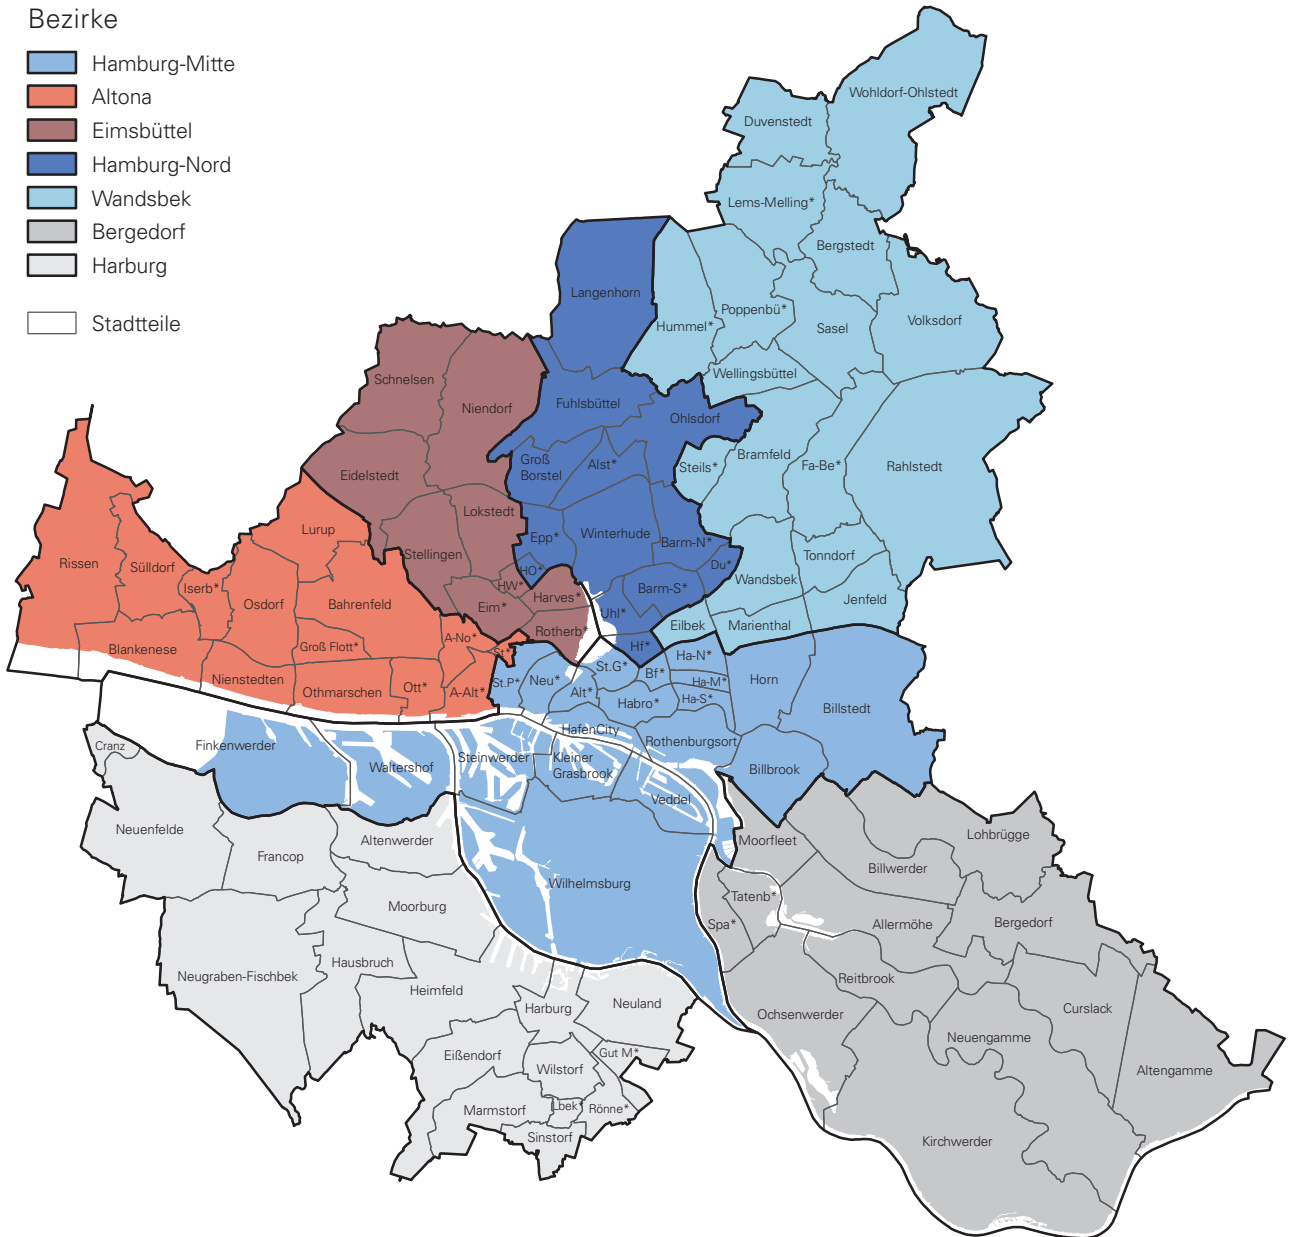 Bezirke
Hamburg-Mitte
Altona
Eimsbüttel
Hamburg-Nord
Wandsbek
Bergedorf
Harburg
Stadtteile
Wohldorf-Ohlstedt
Duvenstedt
Lems-Melling*
Bergstedt
Langenhorn
Hummel*
Poppenbü*
Sasel
Volksdorf
Wellingsbüttel
Schnelsen
Niendorf
Fuhlsbüttel
Ohlsdorf
Groß
Borstel
Alst*
Steils*
Bramfeld
Fa-Be*
Rahlstedt
Eidelstedt
Lokstedt
Stellingen
Epp*
Winterhude
Barm-N*
Du*
HO*
HW*
Barm-S*
Wandsbek
Tonndorf
Jenfeld
Eim*
Harves*
Rotherb*
Uhl*
Hf*
Eilbek
Marienthal
Lurup
Rissen
Sülldorf
Iserb*
Osdorf
Bahrenfeld
Groß Flott*
A-No*
St*
Blankenese
Nienstedten
Othmarschen
Ott*
A-Alt*
St.P*
Neu*
Alt*
St.G*
Bf*
Ha-N*
Ha-M*
Ha-S*
Habro*
Horn
Billstedt
HafenCity
Rothenburgsort
Billbrook
Cranz
Finkenwerder
Waltershof
Steinwerder
Kleiner
Grasbrook
Veddel
Wilhelmsburg
Neuenfelde
Francop
Altenwerder
Moorburg
Neugraben-Fischbek
Hausbruch
Heimfeld
Harburg
Neuland
Gut M*
Eißendorf
Wilstorf
Marmstorf
Lbek*
Rönne*
Sinstorf
Moorfleet
Billwerder
Lohbrügge
Tatenb*
Spa*
Allermöhe
Bergedorf
Reitbrook
Ochsenwerder
Neuengamme
Curslack
Altengamme
Kirchwerder